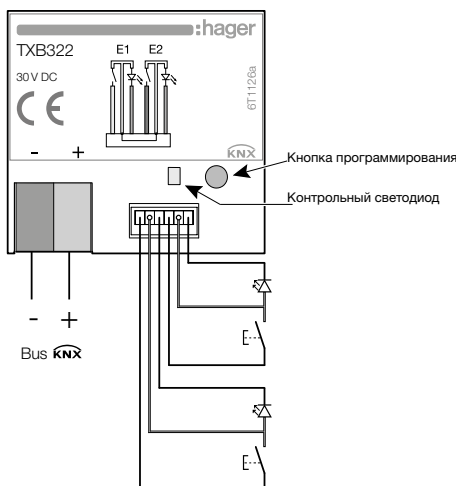 :hager
TXB322
E1 E2
30 V DC
CE
6T1126a
- +
KNX
Кнопка программирования
Контрольный светодиод
- +
Bus KNX